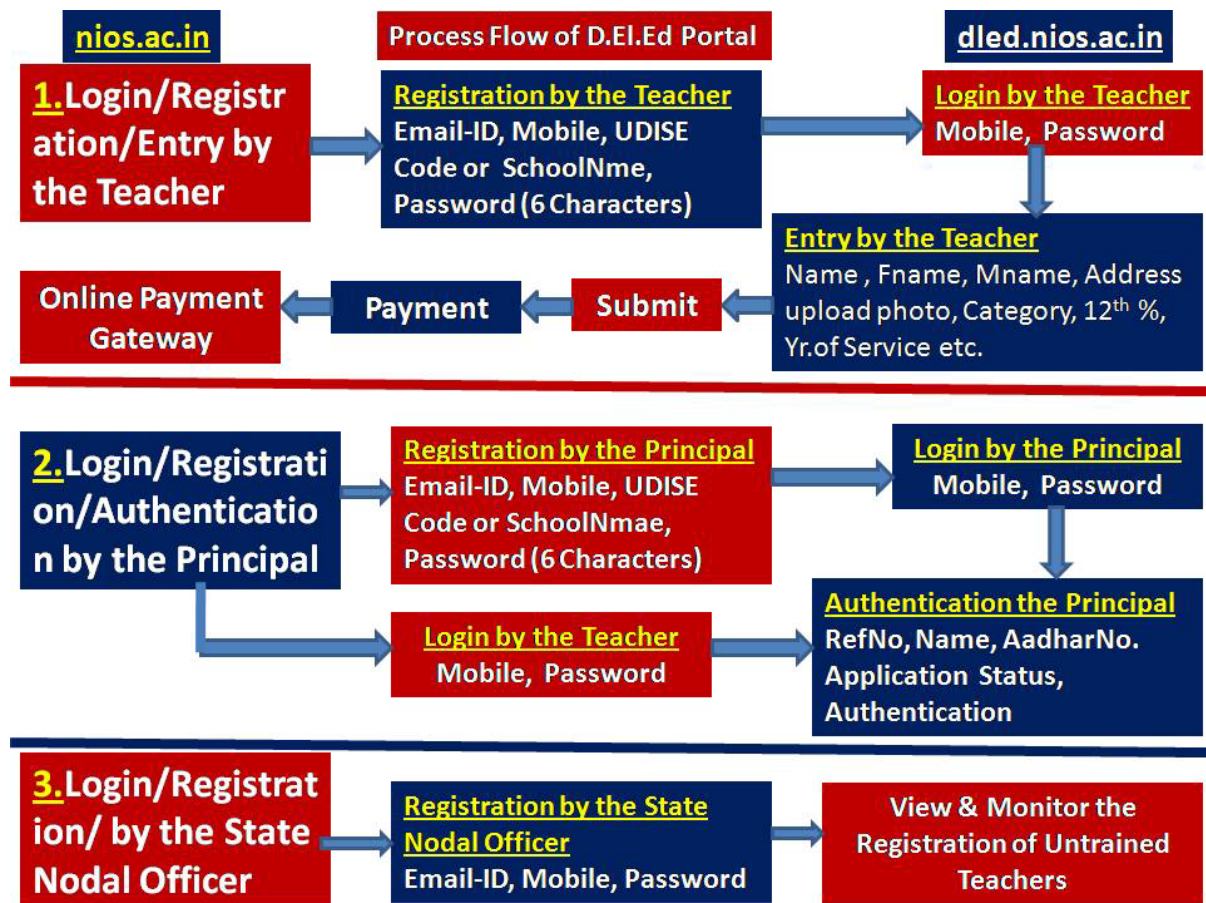 nios.ac.in
Process Flow of D.El.Ed Portal
dled.nios.ac.in
1.Login/Registr
ation/Entry by
the Teacher
Registration by the Teacher
Email-ID, Mobile, UDISE
Code or SchoolNme,
Password (6 Characters)
Login by the Teacher
Mobile, Password
Entry by the Teacher
Name , Fname, Mname, Address
upload photo, Category, 12th %,
Yr.of Service etc.
Submit
Payment
Online Payment
Gateway
2.Login/Registrati
on/Authenticatio
n by the Principal
Registration by the Principal
Email-ID, Mobile, UDISE
Code or SchoolNmae,
Password (6 Characters)
Login by the Principal
Mobile, Password
Login by the Teacher
Mobile, Password
Authentication the Principal
RefNo, Name, AadharNo.
Application Status,
Authentication
3.Login/Registrat
ion/ by the State
Nodal Officer
Registration by the State
Nodal Officer
Email-ID, Mobile, Password
View & Monitor the
Registration of Untrained
Teachers